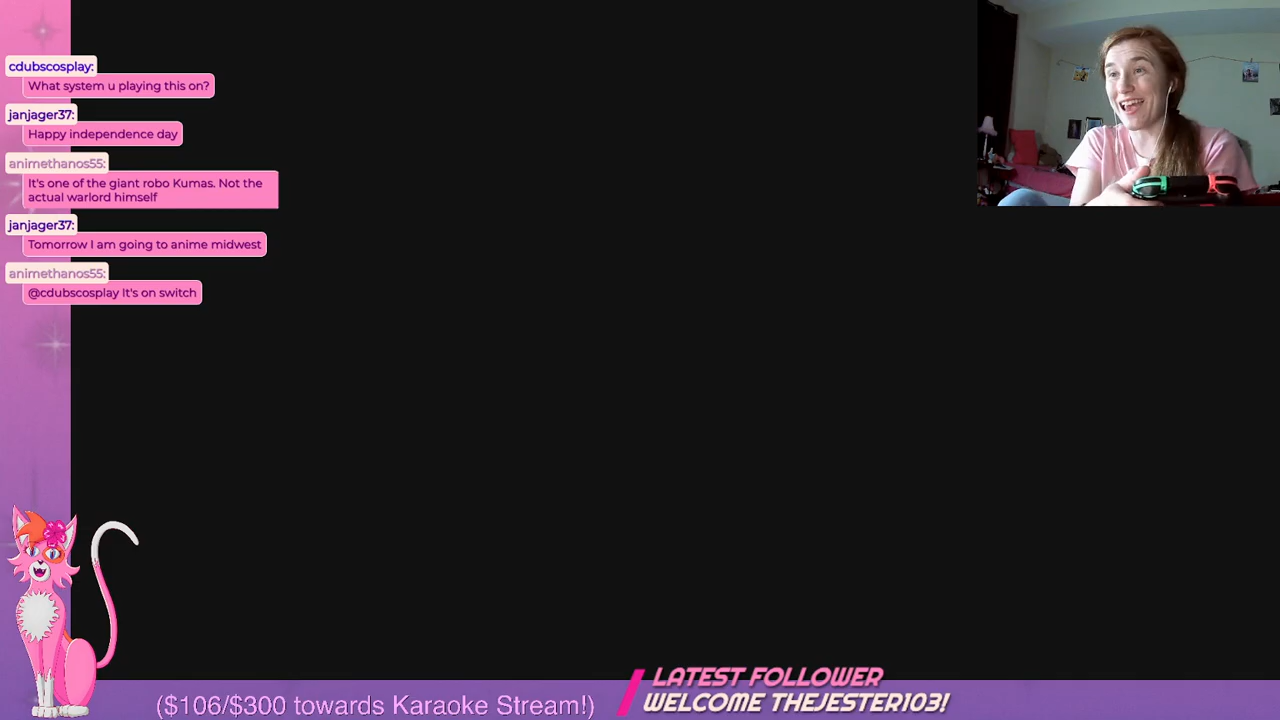 cdubscosplay:
What system u playing this on?
janjager37:
Happy independence day
animethanos55:
It's one of the giant robo Kumas. Not the
actual warlord himself
janjager37:
Tomorrow I am going to anime midwest
animethanos55:
@cdubscosplay It's on switch
LATEST FOLLOWER
WELCOME THEJESTER103!
($106/$300 towards Karaoke Stream!)